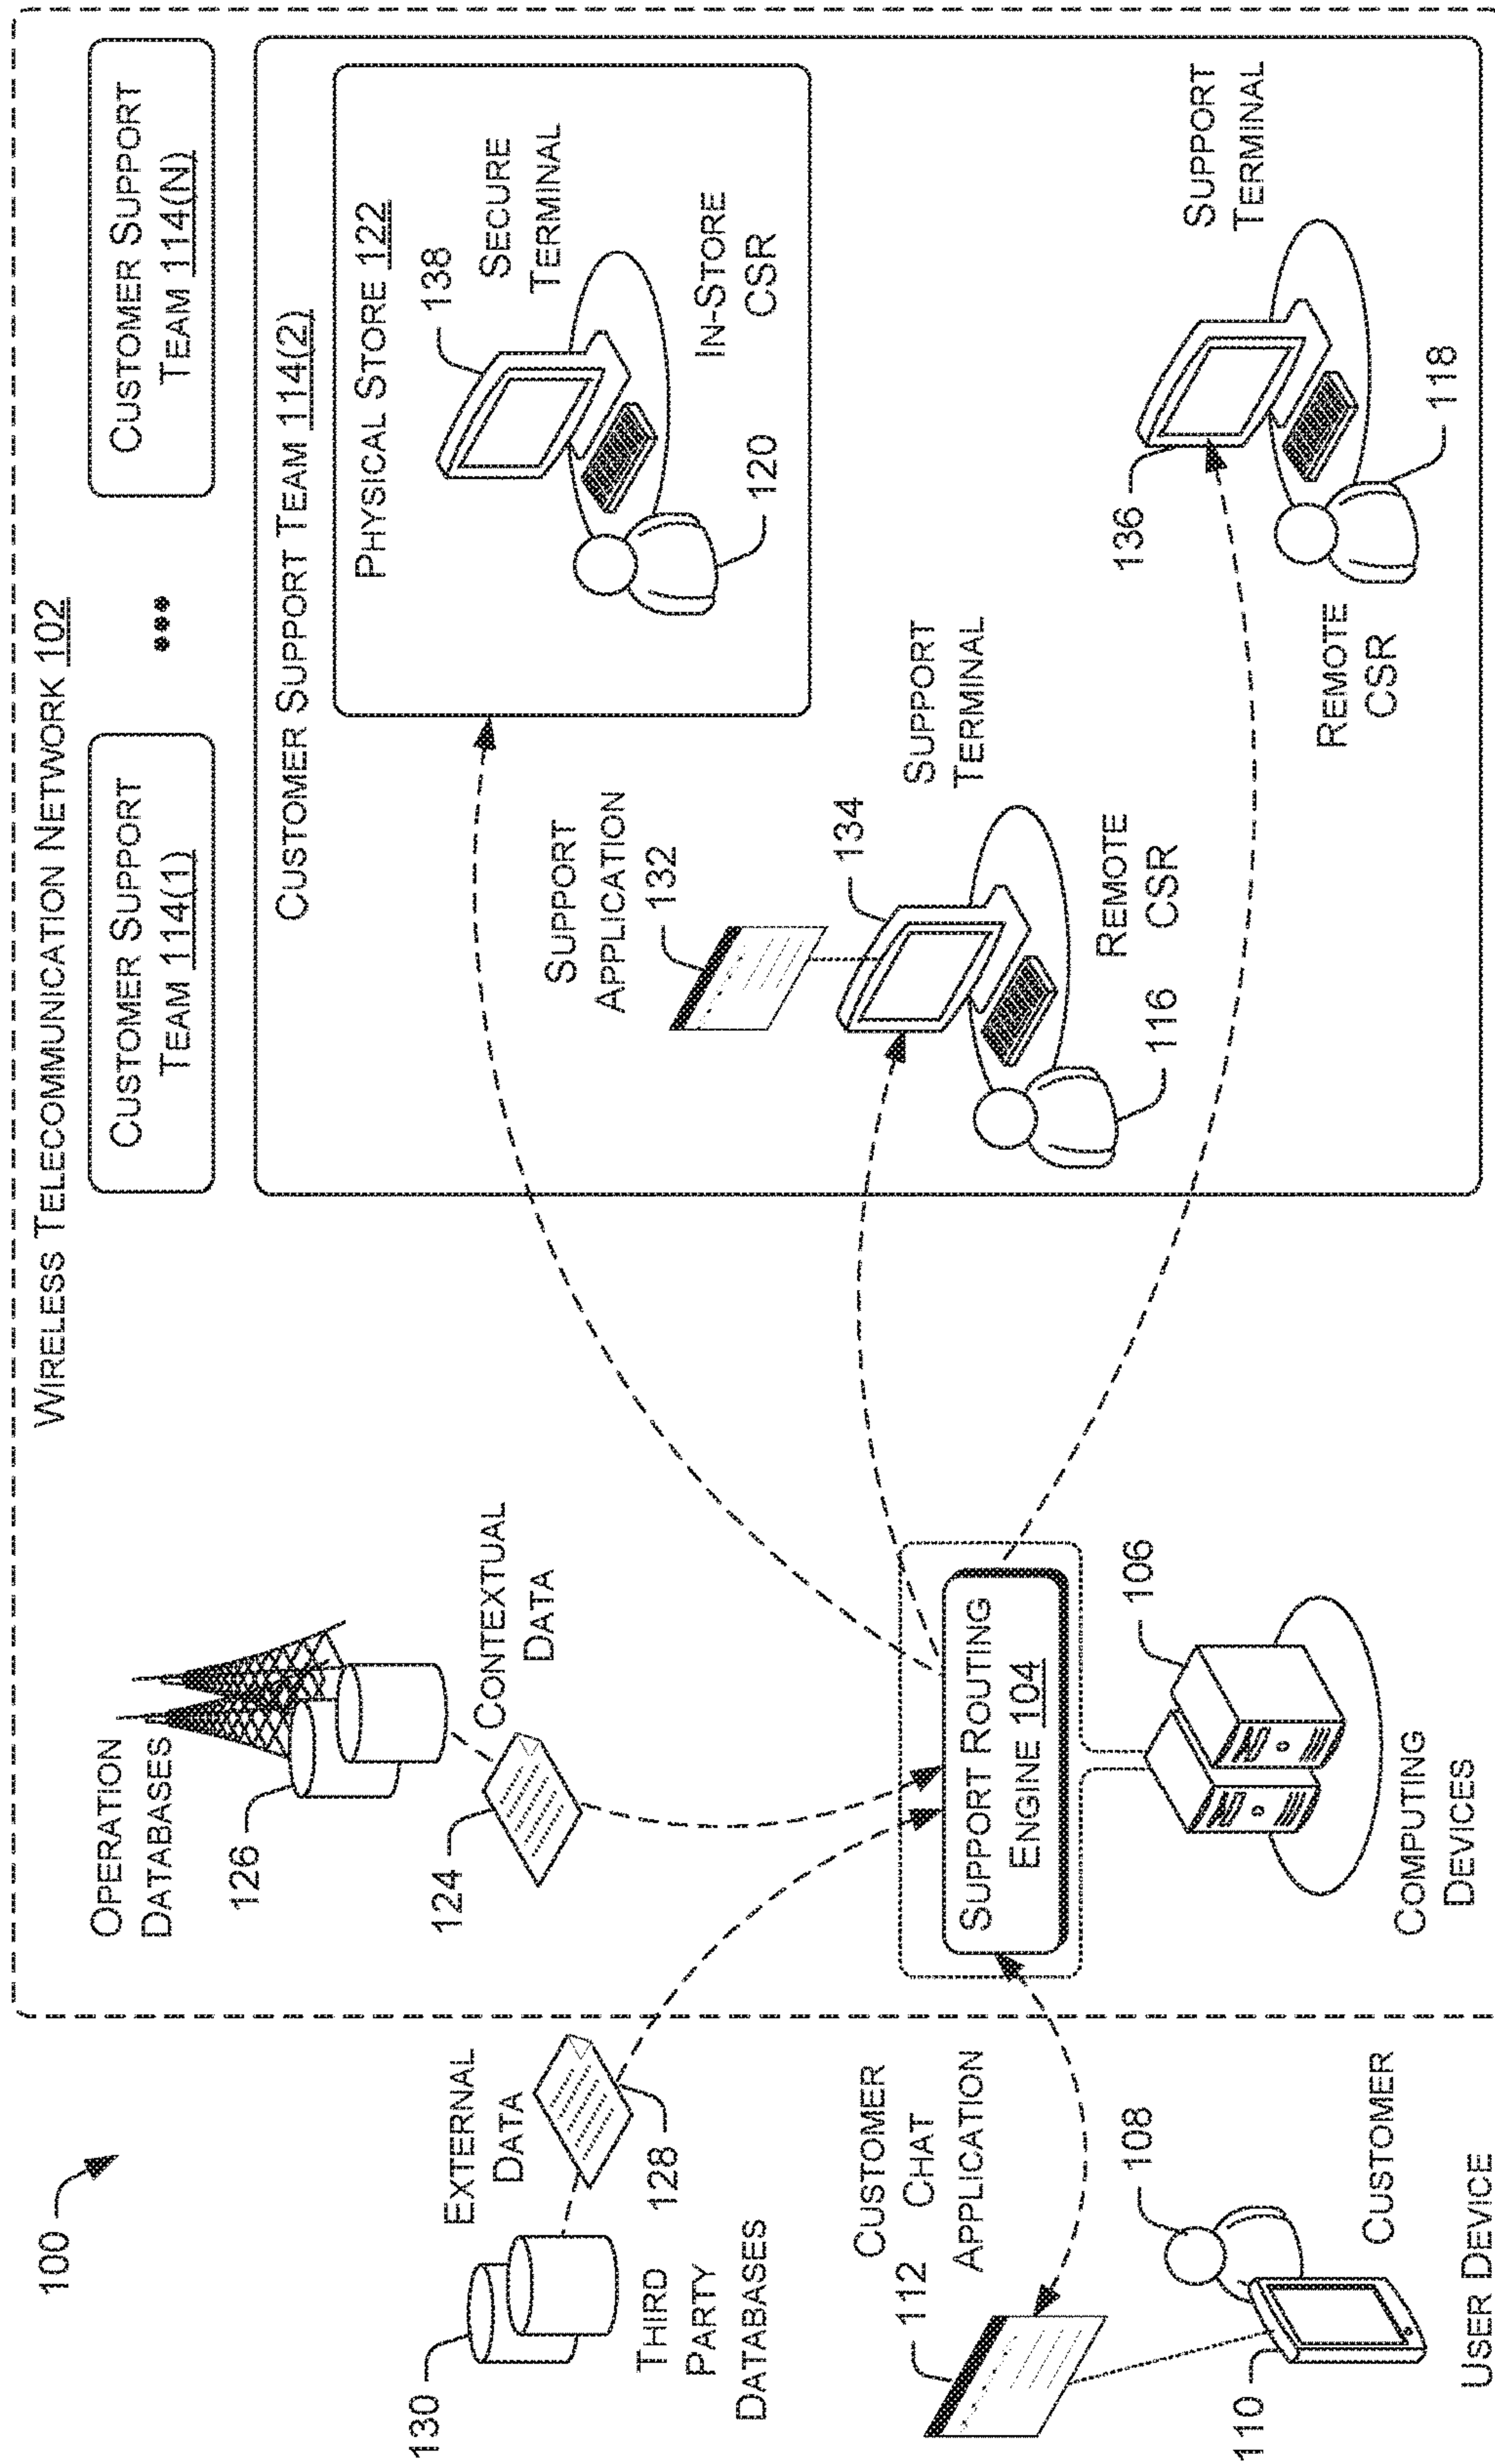 100
WIRELESS TELECOMMUNICATION NETWORK 102
CUSTOMER SUPPORT
TEAM 114(1)
•••
CUSTOMER SUPPORT
TEAM 114(N)
CUSTOMER SUPPORT TEAM 114(2)
PHYSICAL STORE 122
138
SECURE
TERMINAL
IN-STORE
CSR
120
OPERATION
DATABASES
126
124
CONTEXTUAL
DATA
EXTERNAL
DATA
128
130
THIRD
PARTY
DATABASES
SUPPORT
APPLICATION
132
134
SUPPORT
TERMINAL
REMOTE
CSR
116
SUPPORT
TERMINAL
136
118
REMOTE
CSR
CUSTOMER
CHAT
APPLICATION
112
SUPPORT ROUTING
ENGINE 104
106
COMPUTING
DEVICES
108
CUSTOMER
110
USER DEVICE